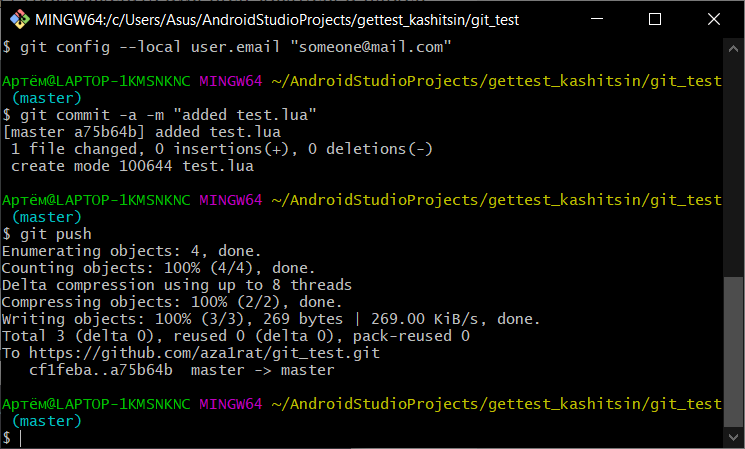 MINGW64:/c/Users/Asus/AndroidStudioProjects/gettest_kashitsin/git_test
$ git config --local user.email "someone@mail.com"
Артём@LAPTOP-1KMSNKNC MINGW64 ~/AndroidStudioProjects/gettest_kashitsin/git_test
(master)
$ git commit -a -m "added test.lua"
[master a75b64b] added test.lua
1 file changed, 0 insertions(+), 0 deletions(-)
create mode 100644 test.lua
Артём@LAPTOP-1KMSNKNC MINGW64 ~/AndroidStudioProjects/gettest_kashitsin/git_test
(master)
$ git push
Enumerating objects: 4, done.
Counting objects: 100% (4/4), done.
Delta compression using up to 8 threads
Compressing objects: 100% (2/2), done.
Writing objects: 100% (3/3), 269 bytes | 269.00 KiB/s, done.
Total 3 (delta 0), reused 0 (delta 0), pack-reused 0
To https://github.com/aza1rat/git_test.git
cf1feba..a75b64b  master -> master
Артём@LAPTOP-1KMSNKNC MINGW64 ~/AndroidStudioProjects/gettest_kashitsin/git_test
(master)
$